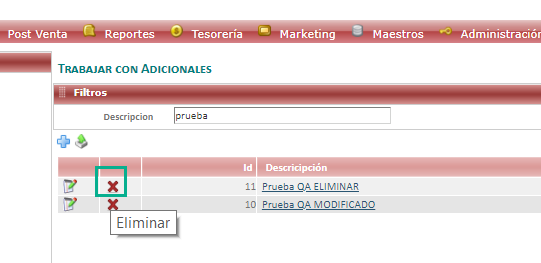 Post Venta Reportes Tesorería Marketing Maestros Administración
TRABAJAR CON ADICIONALES
Filtros
Descripcion prueba
Id Descricipción
11 Prueba QA ELIMINAR
10 Prueba QA MODIFICADO
Eliminar